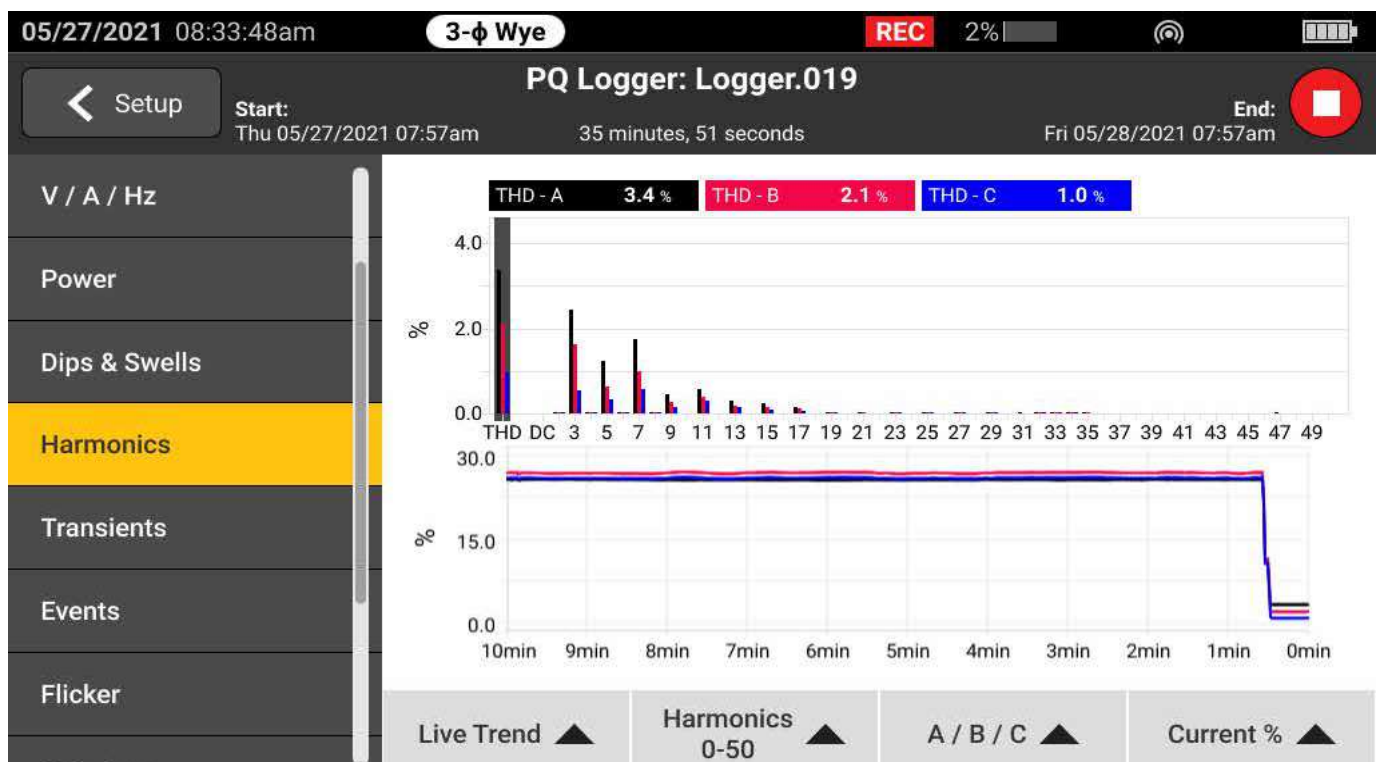 05/27/2021 08:33:48am 3-ϕ Wye REC 2%
PQ Logger: Logger.019
Setup
Start:
Thu 05/27/2021 07:57am
35 minutes, 51 seconds
End:
Fri 05/28/2021 07:57am
V / A / Hz
Power
Dips & Swells
Harmonics
Transients
Events
Flicker
THD - A 3.4 % THD - B 2.1 % THD - C 1.0 %
4.0
2.0
0.0
%
THD DC 3 5 7 9 11 13 15 17 19 21 23 25 27 29 31 33 35 37 39 41 43 45 47 49
30.0
15.0
0.0
%
10min 9min 8min 7min 6min 5min 4min 3min 2min 1min 0min
Live Trend
Harmonics
0-50
A / B / C
Current %